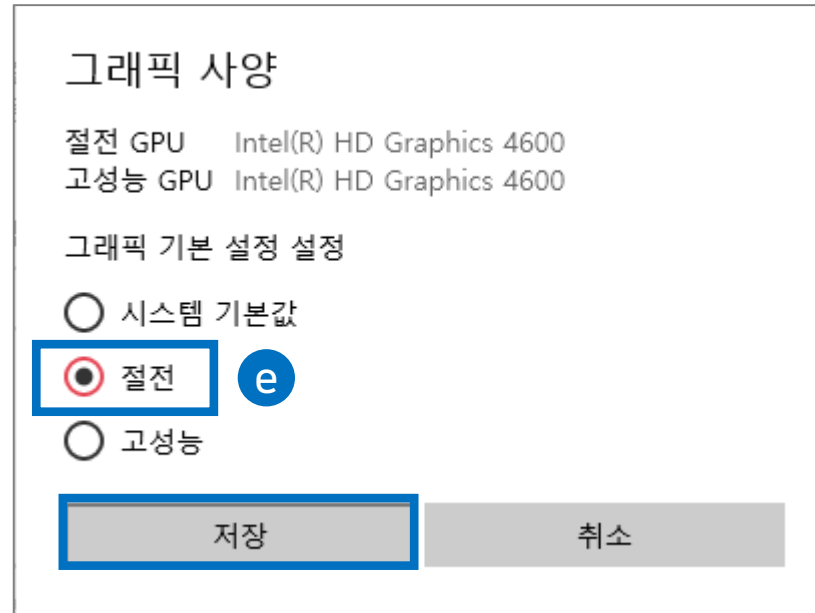 그래픽 사양
절전 GPU Intel(R) HD Graphics 4600
고성능 GPU Intel(R) HD Graphics 4600
그래픽 기본 설정 설정
시스템 기본값
절전 e
고성능
저장 취소